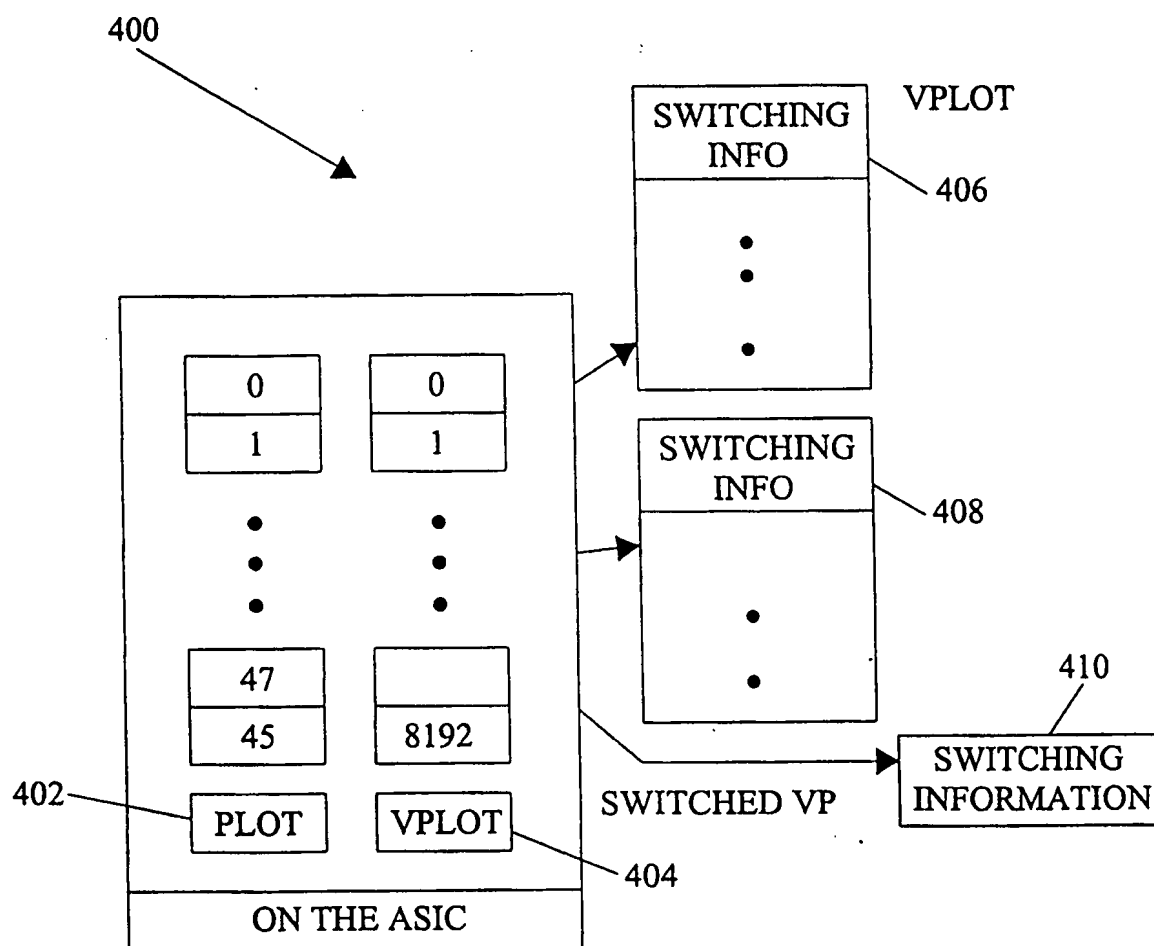 400
SWITCHING
INFO
VPLOT
406
0
1
0
1
SWITCHING
INFO
408
47
45
8192
410
SWITCHING
INFORMATION
SWITCHED VP
402
PLOT
VPLOT
404
ON THE ASIC